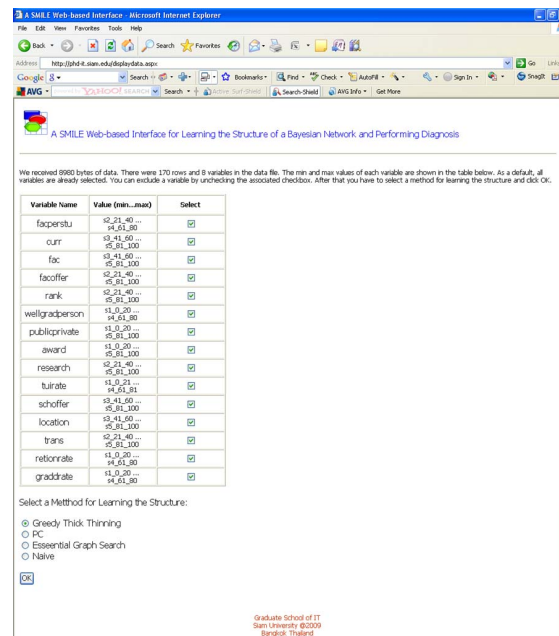 A SMILE Web-based Interface - Microsoft Internet Explorer
File Edit View Favorites Tools Help
Back Search Favorites
Address http://phd-it.siam.edu/displaydata.aspx Go Links
Google Search Bookmarks Find Check AutoFill Sign In SnagIt
AVG YAHOO! SEARCH Search Active Surf-Shield Search-Shield AVG Info Get More
A SMILE Web-based Interface for Learning the Structure of a Bayesian Network and Performing Diagnosis
We received 8980 bytes of data. There were 170 rows and 8 variables in the data file. The min and max values of each variable are shown in the table below. As a default, all
variables are already selected. You can exclude a variable by unchecking the associated checkbox. After that you have to select a method for learning the structure and click OK.
Variable Name Value (min...max) Select
facperstu s2_21_40 ...
s4_61_80
curr s3_41_60 ...
s5_81_100
fac s3_41_60 ...
s5_81_100
facoffer s2_21_40 ...
s5_81_100
rank s2_21_40 ...
s5_81_100
wellgradperson s1_0_20 ...
s4_61_80
publicprivate s1_0_20 ...
s5_81_100
award s1_0_20 ...
s5_81_100
research s2_21_40 ...
s5_81_100
tuirate s1_0_21 ...
s4_61_81
schoffer s3_41_60 ...
s5_81_100
location s3_41_60 ...
s5_81_100
trans s2_21_40 ...
s5_81_100
retionrate s1_0_20 ...
s4_61_80
graddrate s1_0_20 ...
s4_61_80
Select a Metthod for Learning the Structure:
Greedy Thick Thinning
PC
Esseential Graph Search
Naive
OK
Graduate School of IT
Siam University @2009
Bangkok Thailand